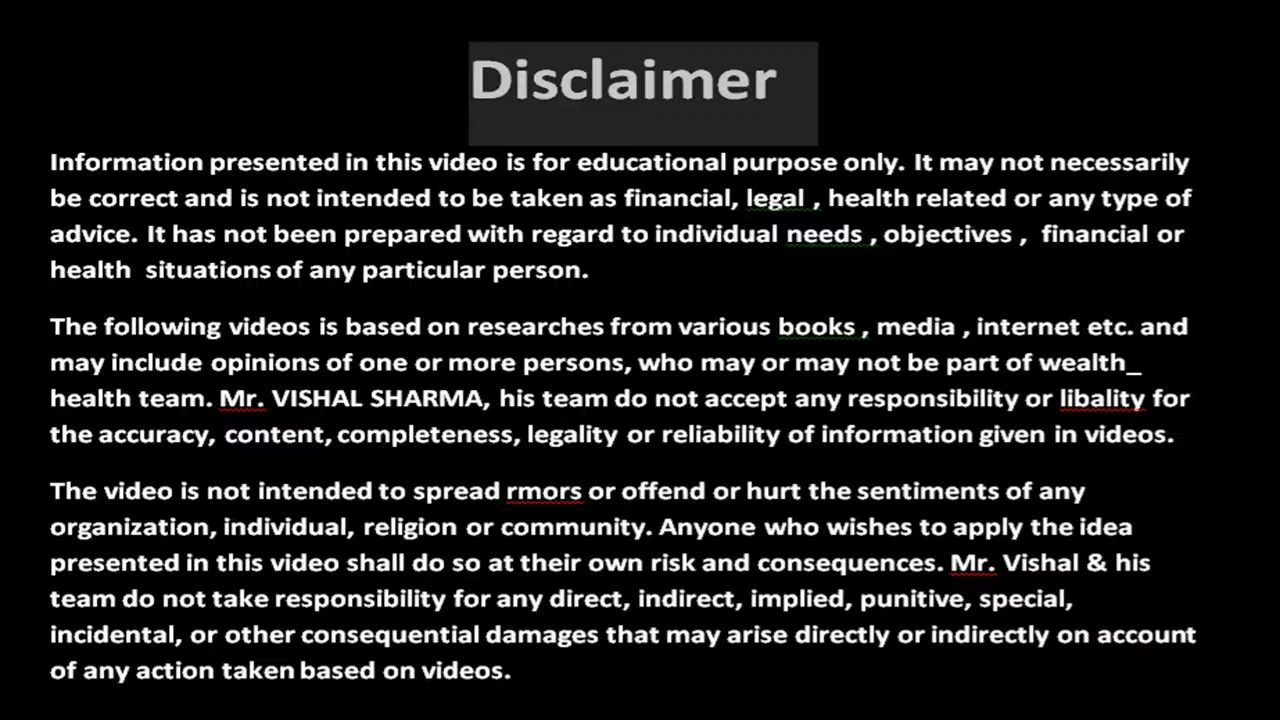 Disclaimer
Information presented in this video is for educational purpose only. It may not necessarily
be correct and is not intended to be taken as financial, legal , health related or any type of
advice. It has not been prepared with regard to individual needs , objectives ,  financial or
health  situations of any particular person.
The following videos is based on researches from various books , media , internet etc. and
may include opinions of one or more persons, who may or may not be part of wealth_
health team. Mr. VISHAL SHARMA, his team do not accept any responsibility or libality for
the accuracy, content, completeness, legality or reliability of information given in videos.
The video is not intended to spread rmors or offend or hurt the sentiments of any
organization, individual, religion or community. Anyone who wishes to apply the idea
presented in this video shall do so at their own risk and consequences. Mr. Vishal & his
team do not take responsibility for any direct, indirect, implied, punitive, special,
incidental, or other consequential damages that may arise directly or indirectly on account
of any action taken based on videos.